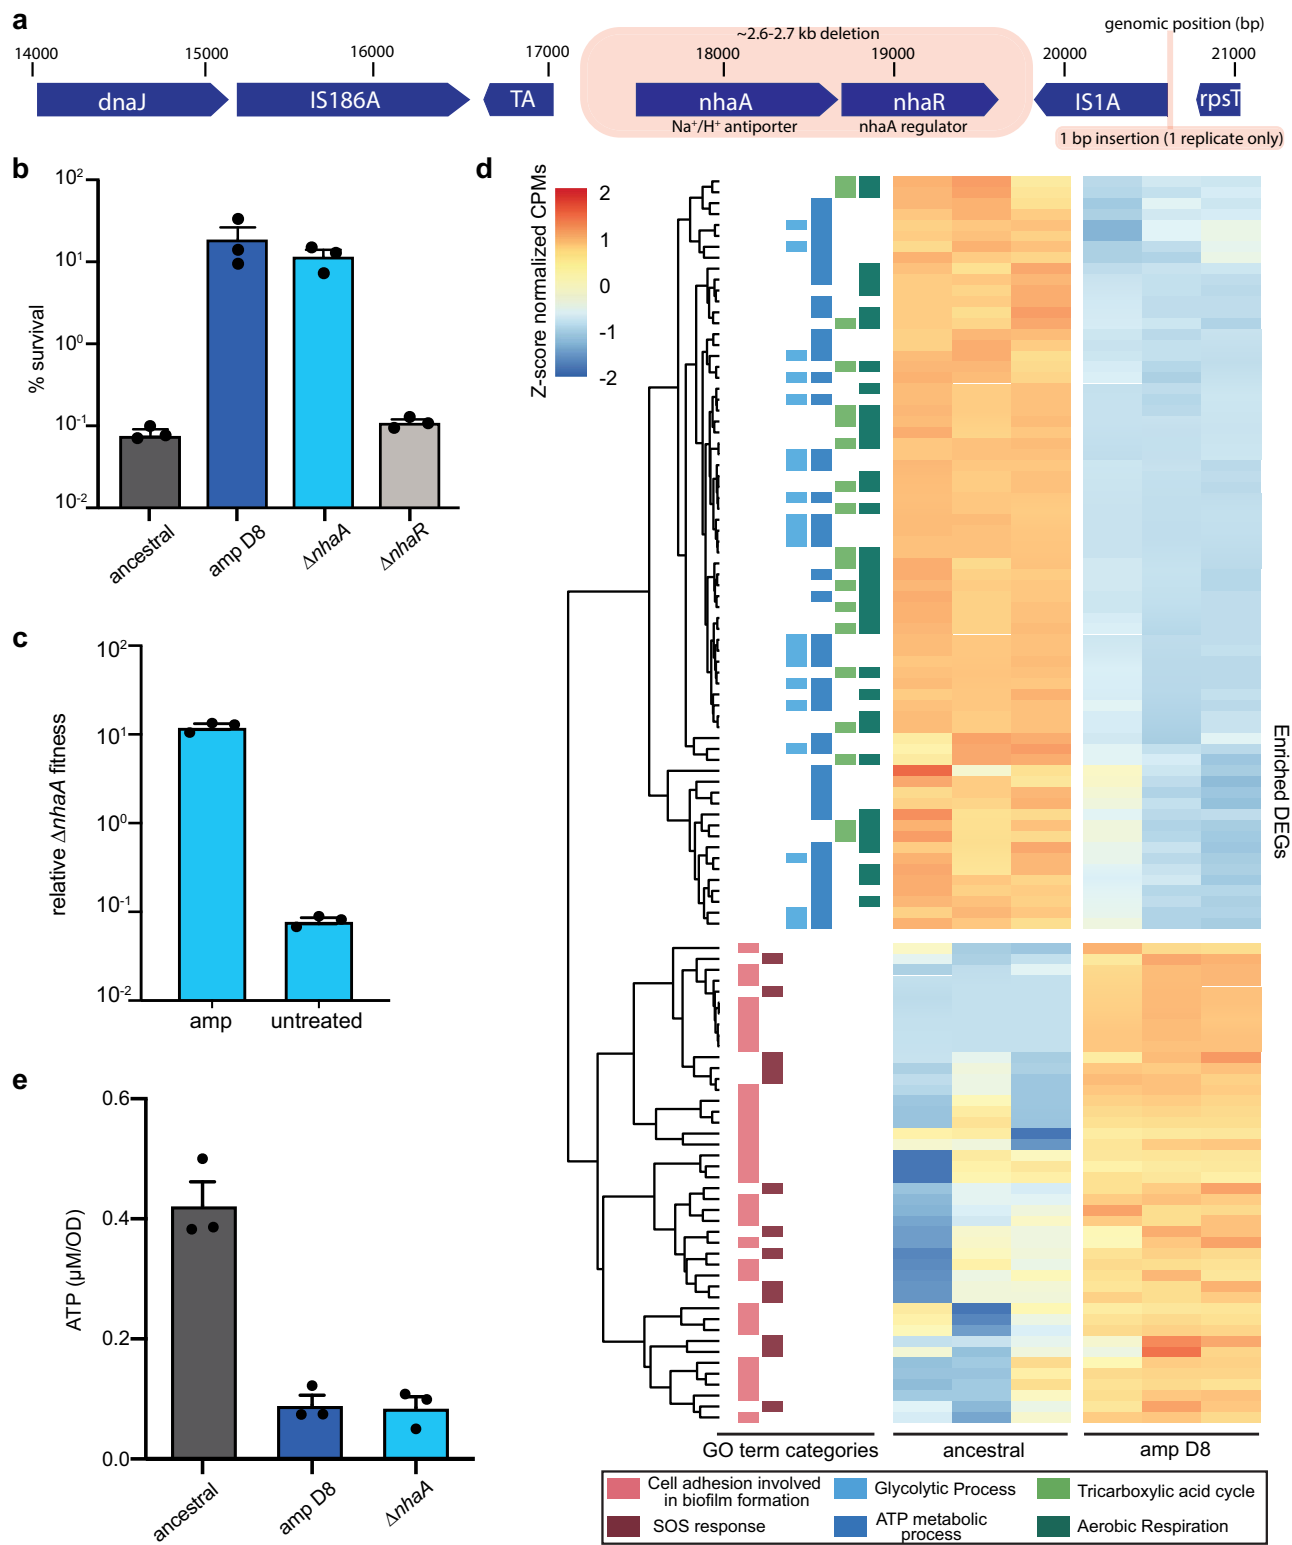 a
genomic position (bp)
~2.6-2.7 kb deletion
14000 15000 16000 17000 18000 19000 20000 21000
dnaJ IS186A TA nhaA nhaR IS1A rpsT
Na⁺/H⁺ antiporter nhaA regulator
1 bp insertion (1 replicate only)
b
% survival
10²
10¹
10⁰
10⁻¹
10⁻²
ancestral amp D8 ΔnhaA ΔnhaR
c
relative ΔnhaA fitness
10²
10¹
10⁰
10⁻¹
10⁻²
amp untreated
d
Z-score normalized CPMs
2
1
0
-1
-2
Enriched DEGs
GO term categories ancestral amp D8
Cell adhesion involved
in biofilm formation
SOS response
Glycolytic Process
ATP metabolic
process
Tricarboxylic acid cycle
Aerobic Respiration
e
ATP (μM/OD)
0.6
0.4
0.2
0.0
ancestral amp D8 ΔnhaA